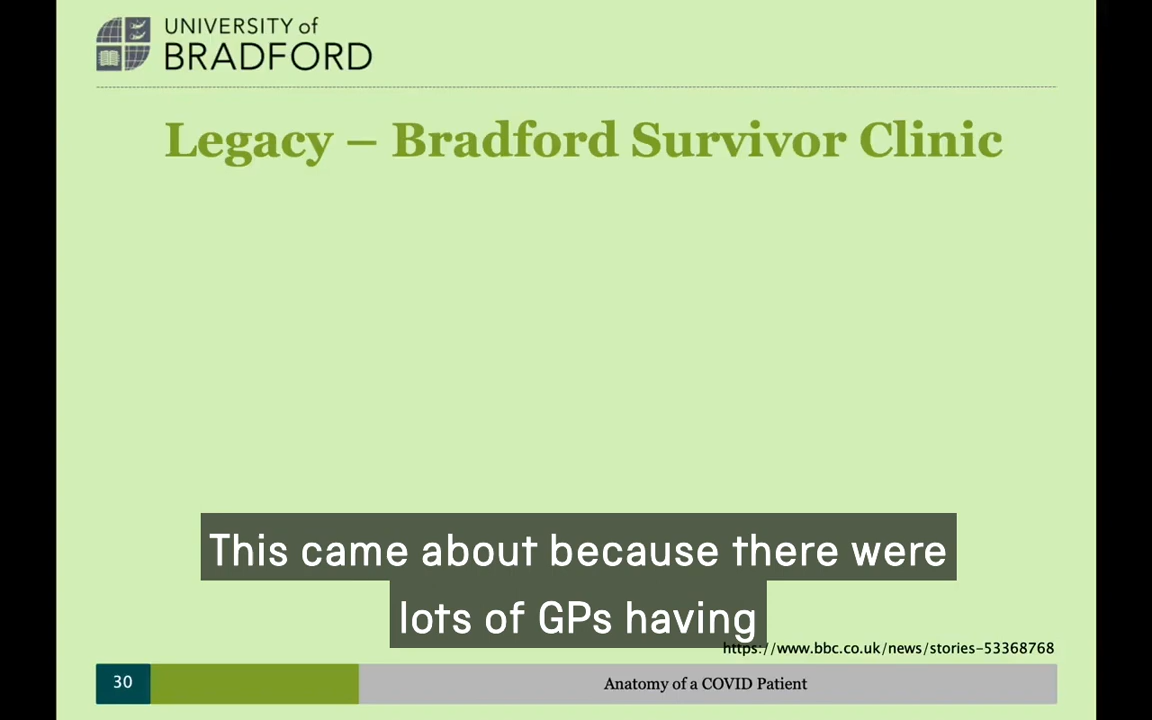 UNIVERSITY of
BRADFORD
Legacy – Bradford Survivor Clinic
This came about because there were
lots of GPs having
https://www.bbc.co.uk/news/stories-53368768
30
Anatomy of a COVID Patient